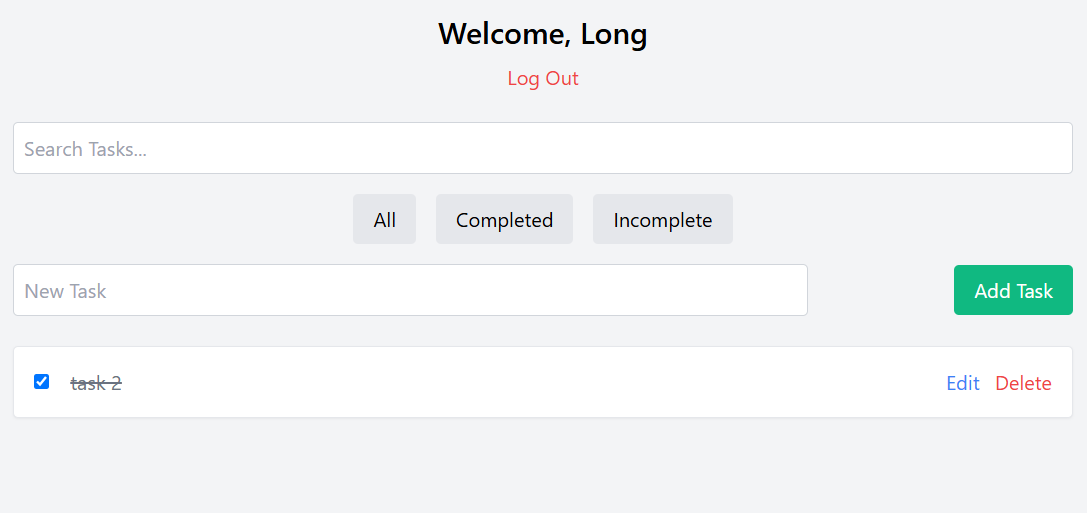 Welcome, Long
Log Out
Search Tasks...
All Completed Incomplete
New Task Add Task
task 2 Edit Delete